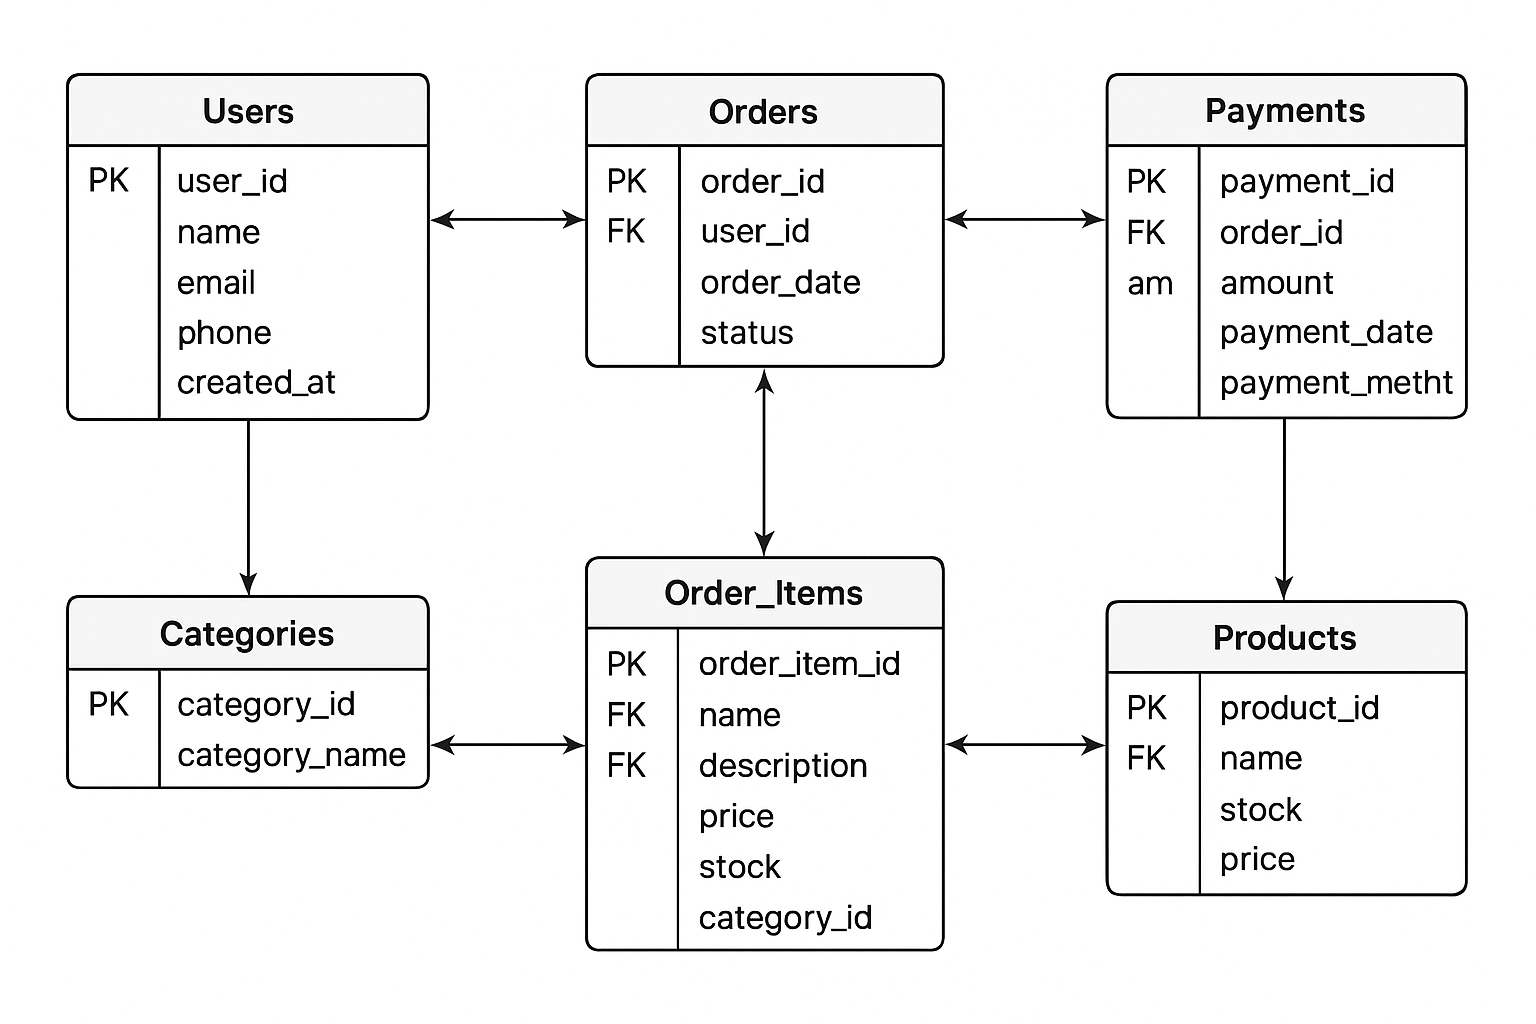 Users
PK user_id
name
email
phone
created_at
Orders
PK order_id
FK user_id
order_date
status
Payments
PK payment_id
FK order_id
am amount
payment_date
payment_metht
Categories
PK category_id
category_name
Order_Items
PK order_item_id
FK name
FK description
price
stock
category_id
Products
PK product_id
FK name
stock
price